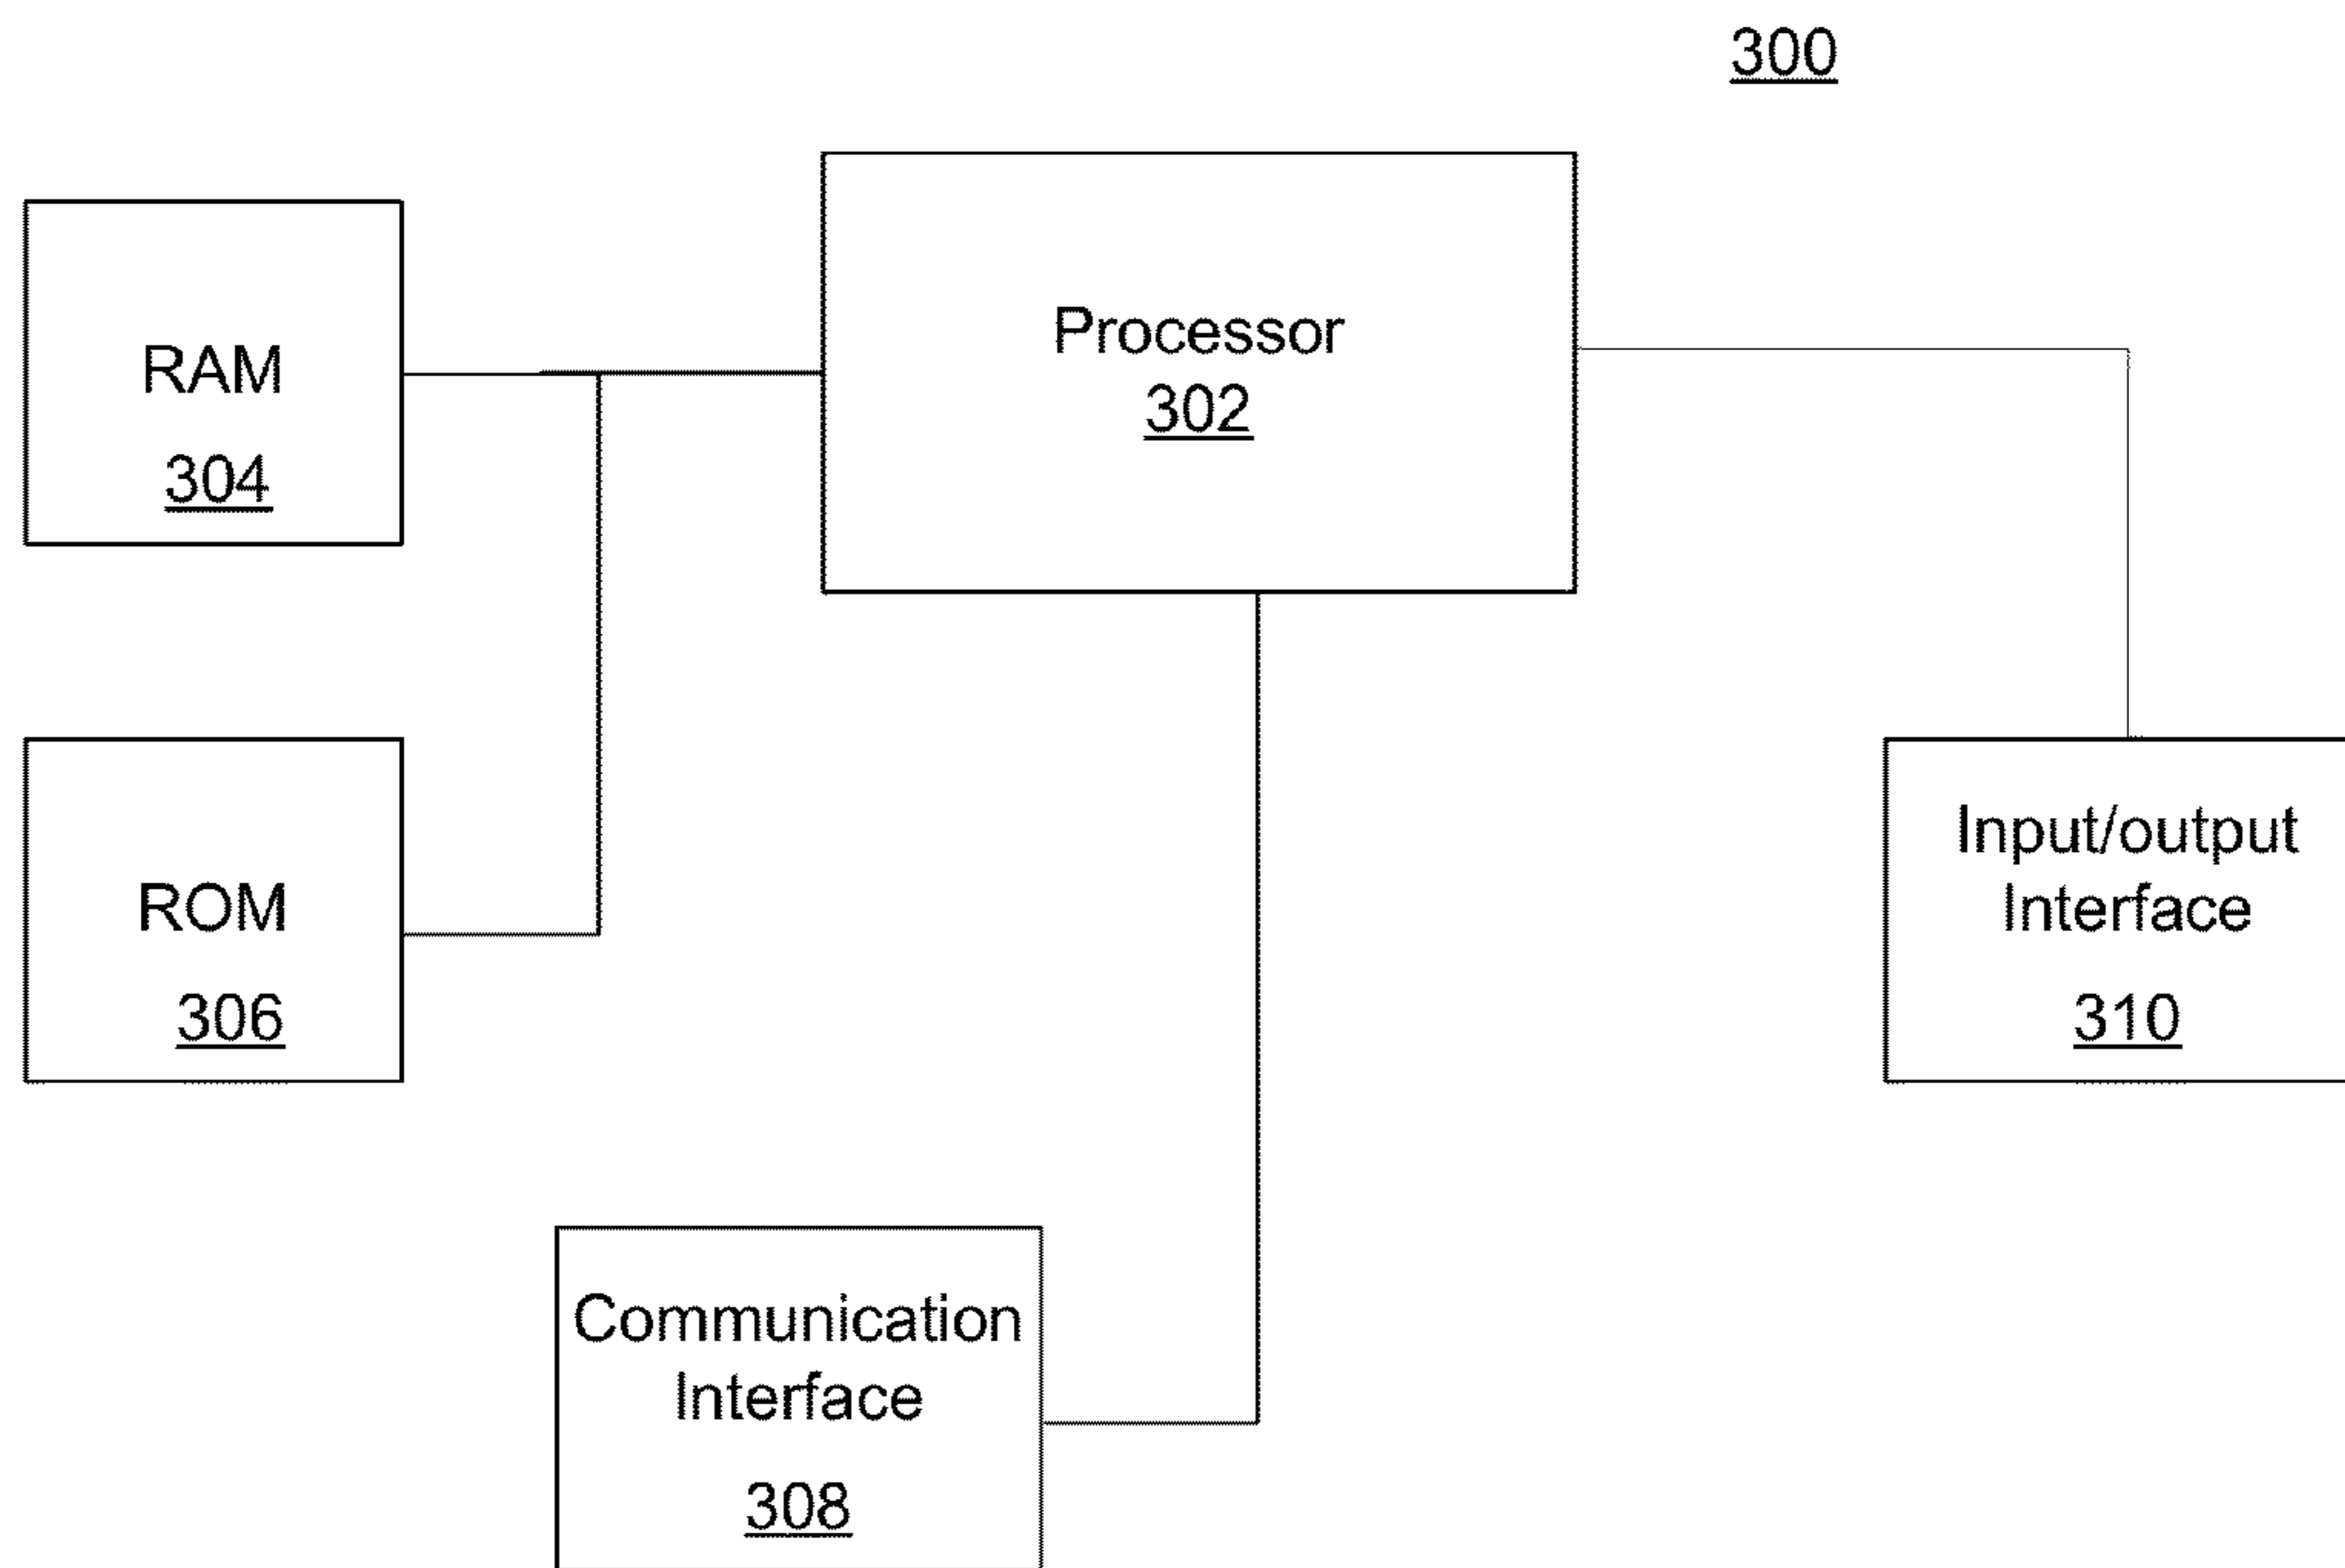 300
Processor
302
RAM
304
ROM
306
Input/output
Interface
310
Communication
Interface
308